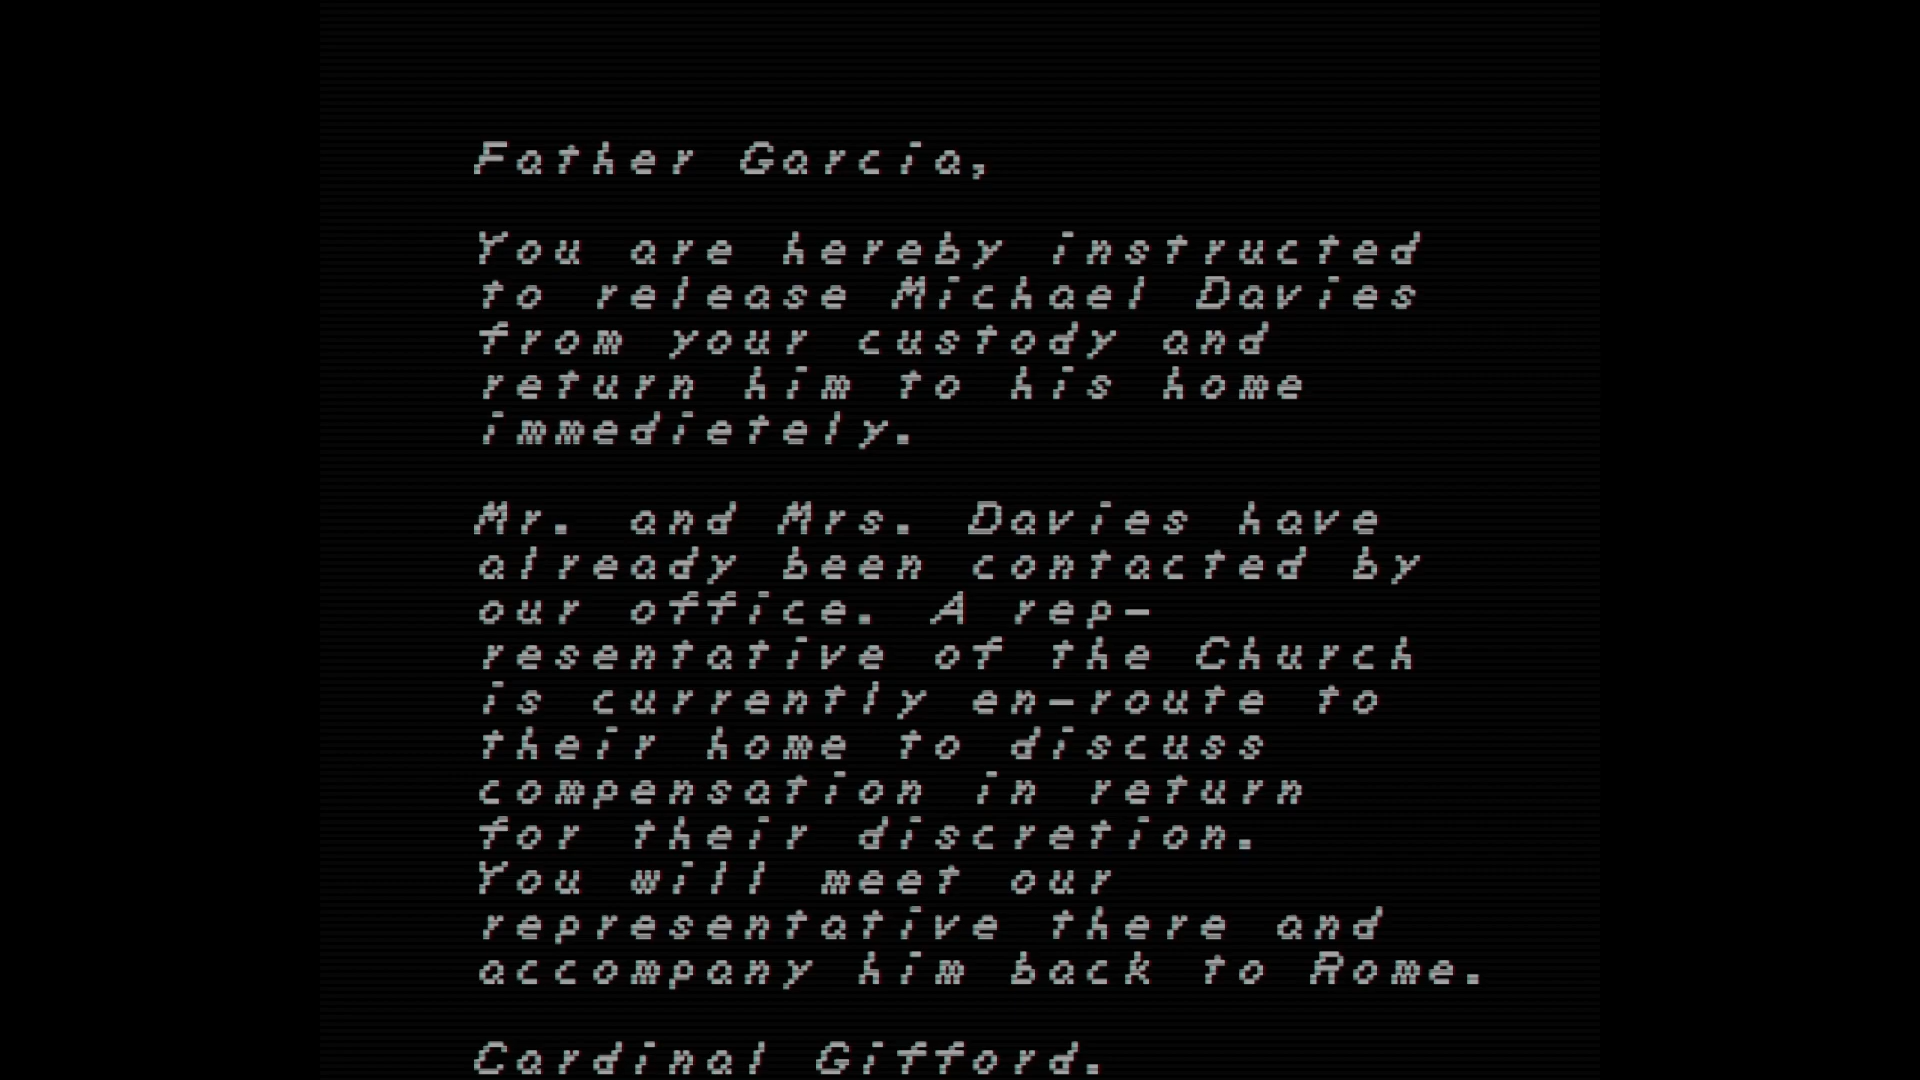 Father Garcia,
You are hereby instructed
to release Michael Davies
from your custody and
return him to his home
immedietely.
Mr. and Mrs. Davies have
already been contacted by
our office. A rep-
resentative of the Church
is currently en-route to
their home to discuss
compensation in return
for their discretion.
You will meet our
representative there and
accompany him back to Rome.
Cardinal Gifford.